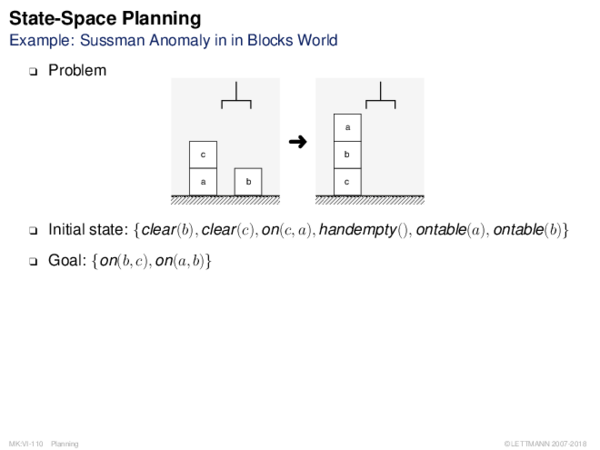 State-Space Planning
Example: Sussman Anomaly in in Blocks World
❑ Problem
c
a
b
➜
a
b
c
❑ Initial state: {clear(b), clear(c), on(c, a), handempty(), ontable(a), ontable(b)}
❑ Goal: {on(b, c), on(a, b)}
MK:VI-110 Planning
©LETTMANN 2007-2018